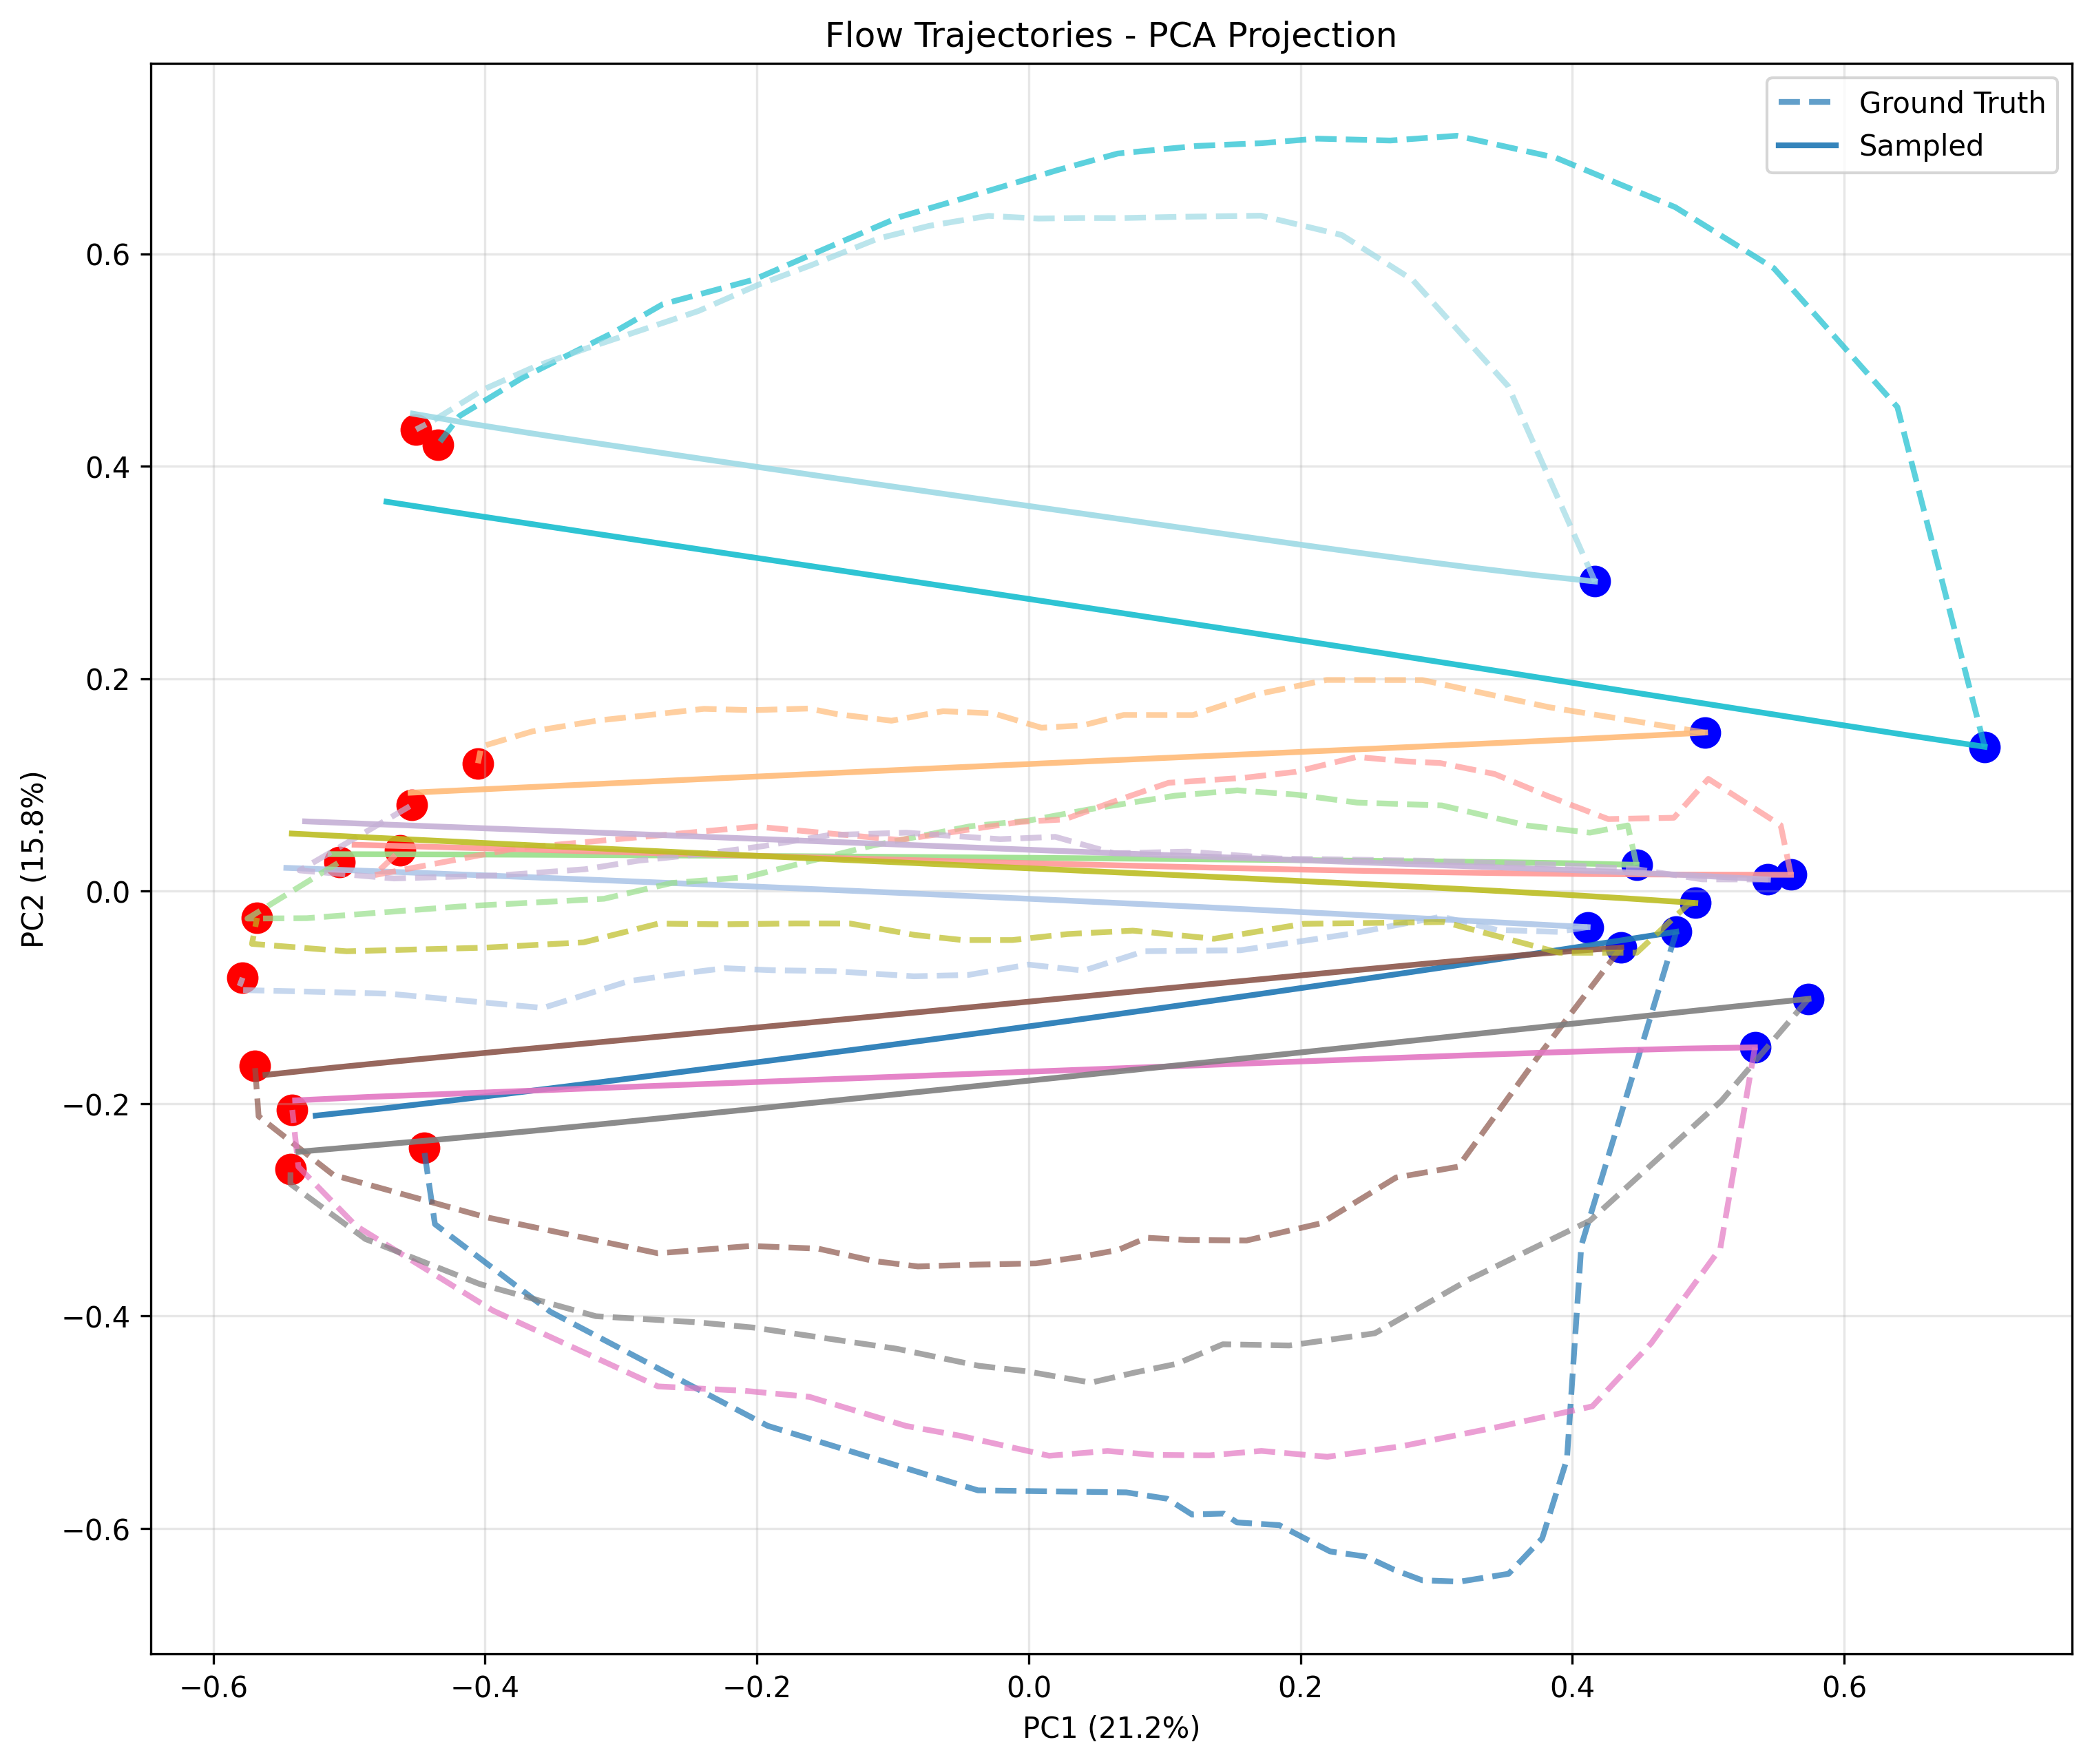 Flow Trajectories - PCA Projection
Ground Truth
Sampled
0.6
0.4
0.2
0.0
−0.2
−0.4
−0.6
PC2 (15.8%)
−0.6 −0.4 −0.2 0.0 0.2 0.4 0.6
PC1 (21.2%)